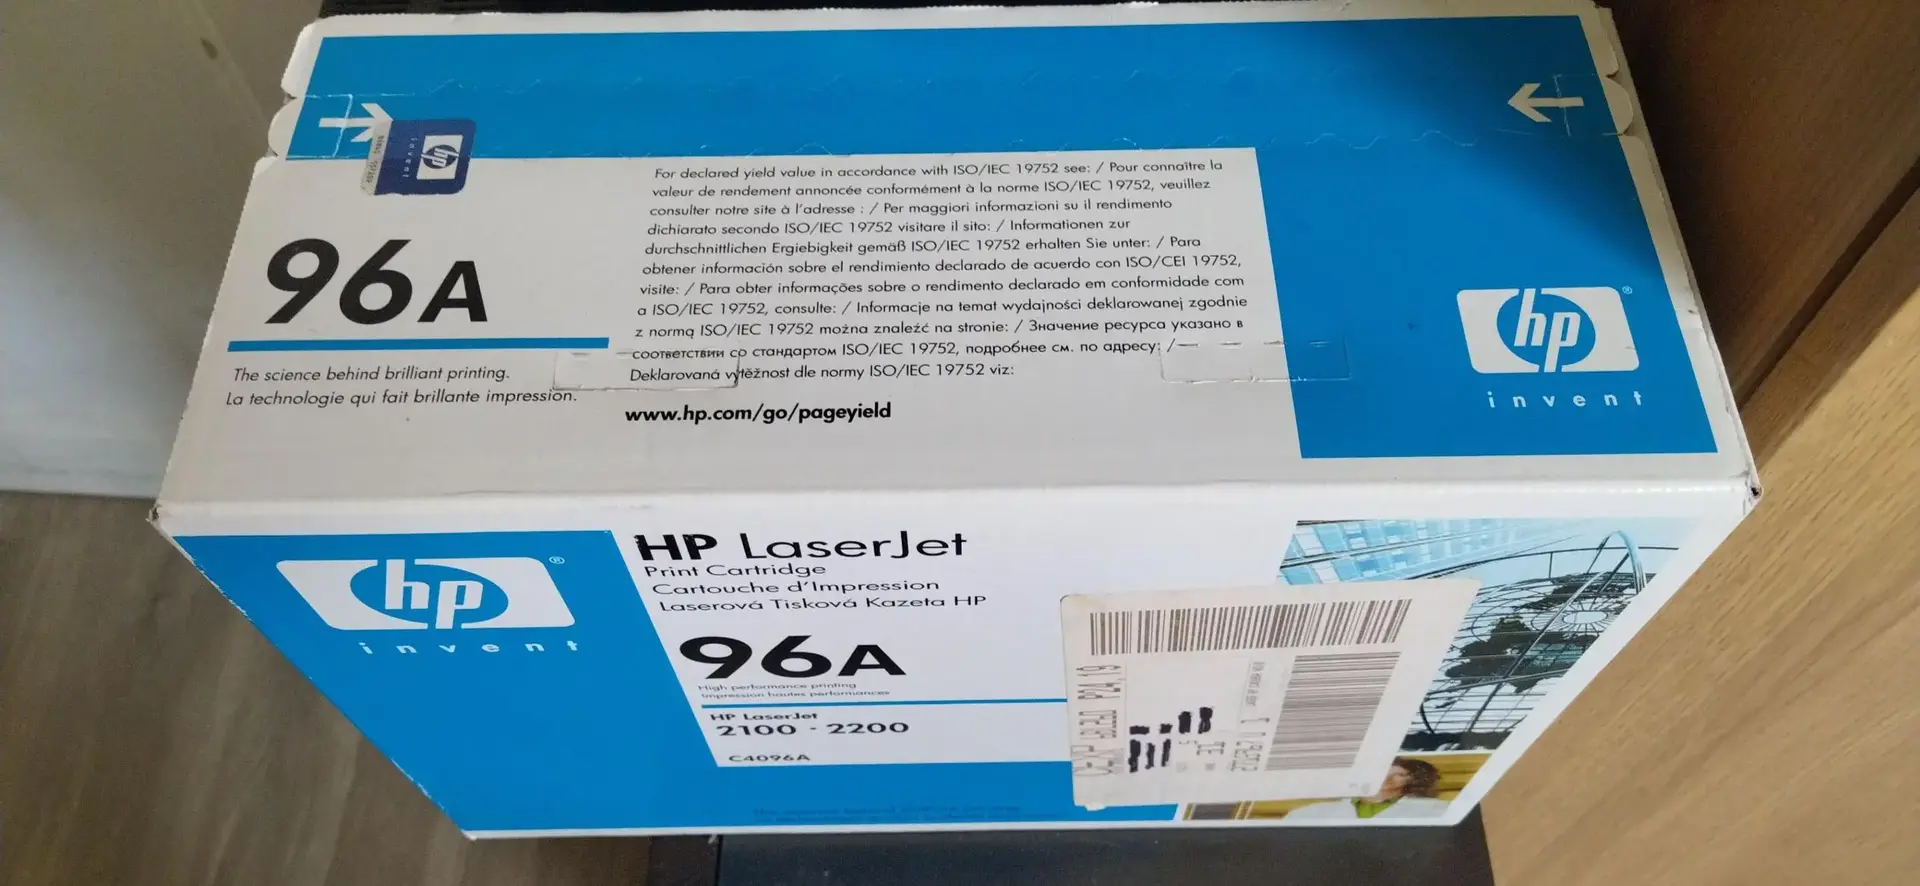 hp
invent
96A
The science behind brilliant printing.
La technologie qui fait brillante impression.
For declared yield value in accordance with ISO/IEC 19752 see: / Pour connaître la
valeur de rendement annoncée conformément à la norme ISO/IEC 19752, veuillez
consulter notre site à l'adresse : / Per maggiori informazioni su il rendimento
dichiarato secondo ISO/IEC 19752 visitare il sito: / Informationen zur
durchschnittlichen Ergiebigkeit gemäß ISO/IEC 19752 erhalten Sie unter: / Para
obtener información sobre el rendimiento declarado de acuerdo con ISO/CEI 19752,
visite: / Para obter informações sobre o rendimento declarado em conformidade com
a ISO/IEC 19752, consulte: / Informacje na temat wydajności deklarowanej zgodnie
z normą ISO/IEC 19752 można znaleźć na stronie: / Значение ресурса указано в
соответствии со стандартом ISO/IEC 19752, подробнее см. по адресу: /
Deklarovaná výtěžnost dle normy ISO/IEC 19752 viz:
www.hp.com/go/pageyield
hp®
invent
hp®
invent
HP LaserJet
Print Cartridge
Cartouche d'Impression
Laserová Tisková Kazeta HP
96A
High performance printing
Impression hautes performances
HP LaserJet
2100 - 2200
C4096A